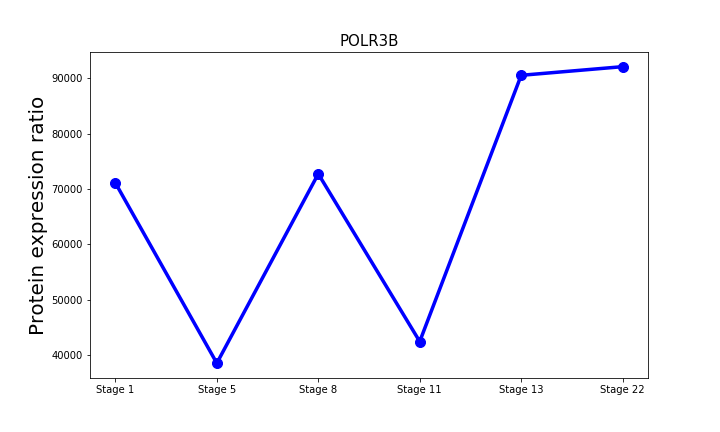 POLR3B
Protein expression ratio
90000
80000
70000
60000
50000
40000
Stage 1 Stage 5 Stage 8 Stage 11 Stage 13 Stage 22